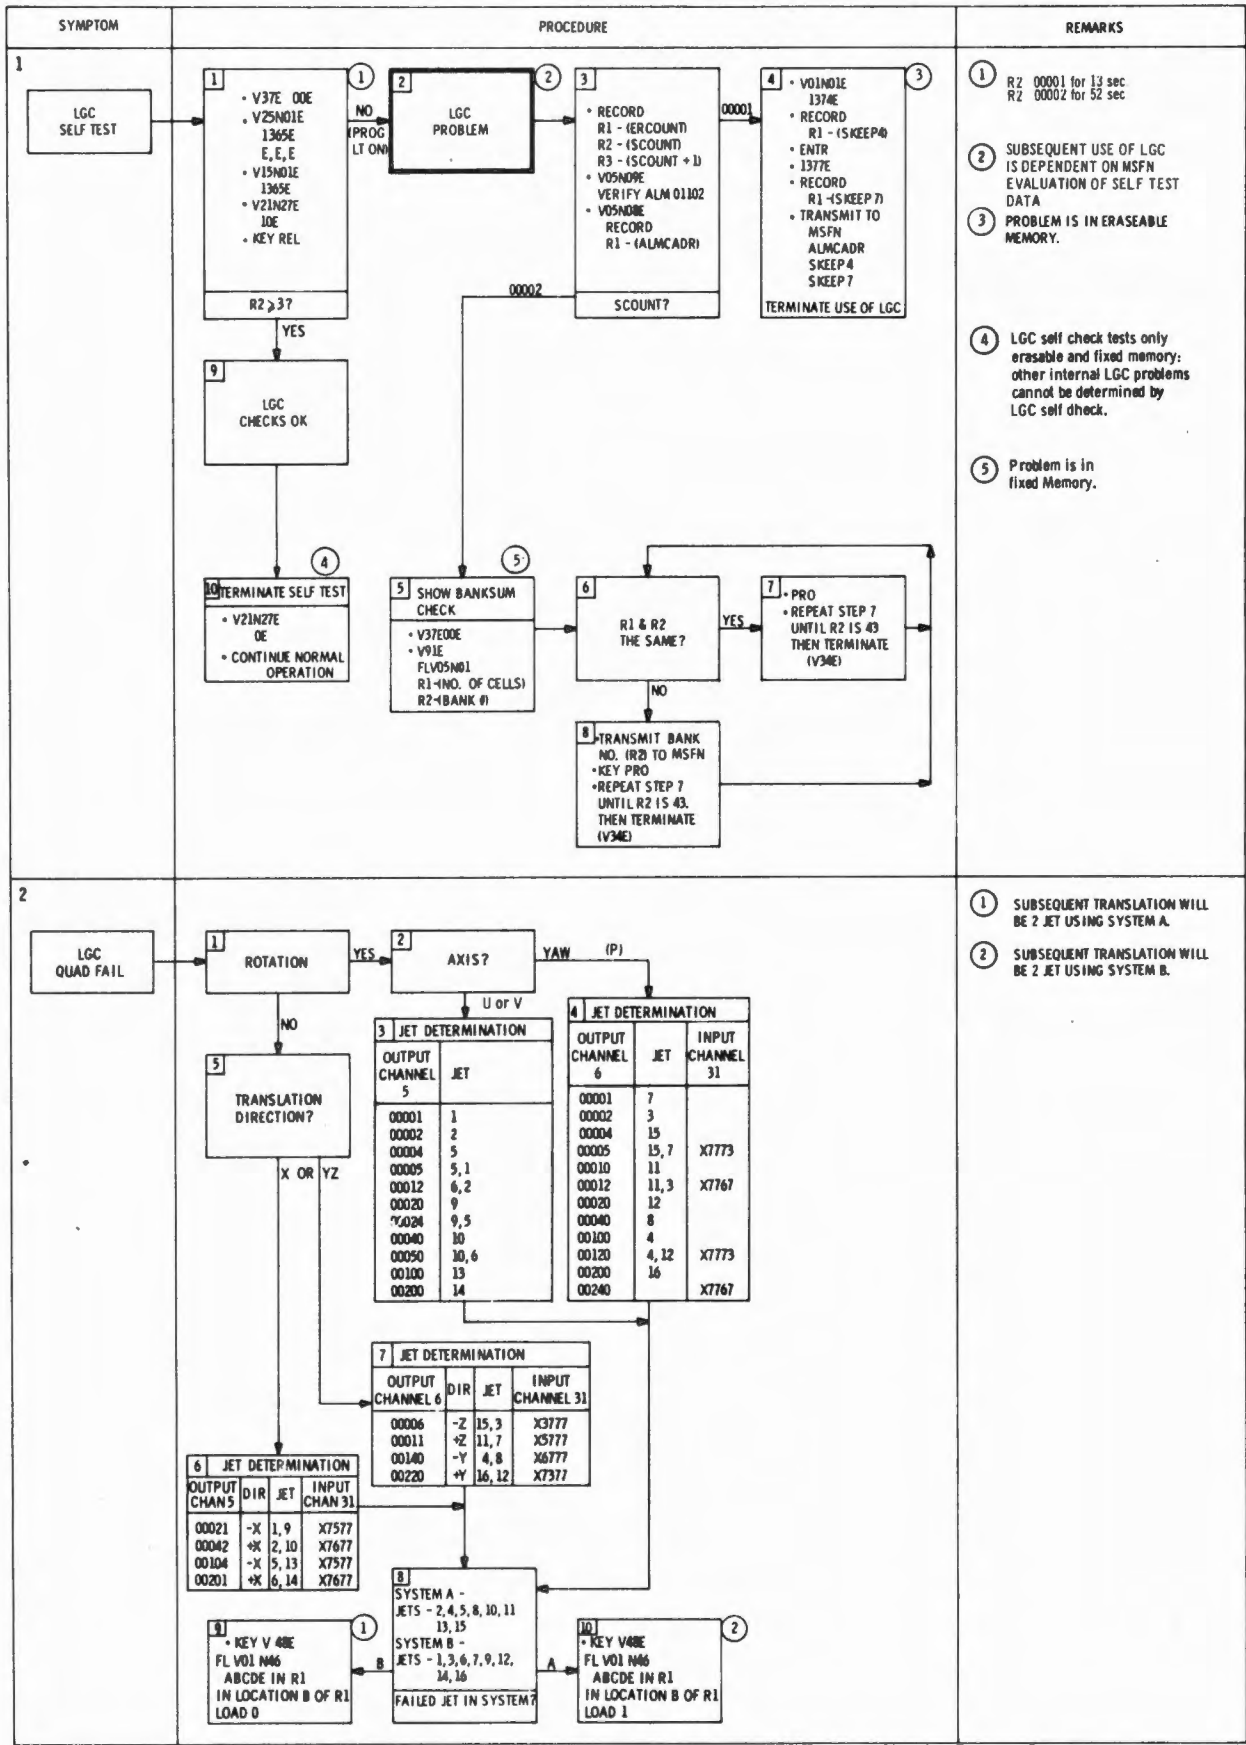 SYMPTOM
PROCEDURE
REMARKS
1
LGC
SELF TEST
1
1
• V37E 00E
• V25N01E
1365E
E, E, E
• V15N01E
1365E
• V21N27E
10E
• KEY REL
R2 ⩾ 3?
NO
(PROG
LT ON)
YES
2
2
LGC
PROBLEM
3
• RECORD
R1 - (ERCOUNT)
R2 - (SCOUNT)
R3 - (SCOUNT + 1)
• V05N09E
VERIFY ALM 01102
• V05N08E
RECORD
R1 - (ALMCADR)
SCOUNT?
00001
00002
4
3
• V01N01E
1374E
• RECORD
R1 - (SKEEP4)
• ENTR
• 1377E
• RECORD
R1 -(SKEEP 7)
• TRANSMIT TO
MSFN
ALMCADR
SKEEP 4
SKEEP 7
TERMINATE USE OF LGC
9
LGC
CHECKS OK
4
10 TERMINATE SELF TEST
• V21N27E
0E
• CONTINUE NORMAL
OPERATION
5
5
SHOW BANKSUM
CHECK
• V37E00E
• V91E
FLV05N01
R1-(NO. OF CELLS)
R2-(BANK #)
6
R1 & R2
THE SAME?
YES
NO
7
• PRO
• REPEAT STEP 7
UNTIL R2 IS 43
THEN TERMINATE
(V34E)
8
• TRANSMIT BANK
NO. (R2) TO MSFN
• KEY PRO
• REPEAT STEP 7
UNTIL R2 IS 43.
THEN TERMINATE
(V34E)
1 R2 00001 for 13 sec
R2 00002 for 52 sec
2 SUBSEQUENT USE OF LGC
IS DEPENDENT ON MSFN
EVALUATION OF SELF TEST
DATA
3 PROBLEM IS IN ERASEABLE
MEMORY.
4 LGC self check tests only
erasable and fixed memory:
other internal LGC problems
cannot be determined by
LGC self dheck.
5 Problem is in
fixed Memory.
2
LGC
QUAD FAIL
1
ROTATION
YES
NO
2
AXIS?
YAW (P)
U or V
3 JET DETERMINATION
OUTPUT
CHANNEL JET
5
00001 1
00002 2
00004 5
00005 5, 1
00012 6, 2
00020 9
00024 9, 5
00040 10
00050 10, 6
00100 13
00200 14
4 JET DETERMINATION
OUTPUT INPUT
CHANNEL JET CHANNEL
6 31
00001 7
00002 3
00004 15
00005 15, 7 X7773
00010 11
00012 11, 3 X7767
00020 12
00040 8
00100 4
00120 4, 12 X7773
00200 16
00240 X7767
5
TRANSLATION
DIRECTION?
X OR YZ
7 JET DETERMINATION
OUTPUT DIR JET INPUT
CHANNEL 6 CHANNEL 31
00006 -Z 15, 3 X3777
00011 +Z 11, 7 X5777
00140 -Y 4, 8 X6777
00220 +Y 16, 12 X7377
6 JET DETERMINATION
OUTPUT DIR JET INPUT
CHAN 5 CHAN 31
00021 -X 1, 9 X7577
00042 +X 2, 10 X7677
00104 -X 5, 13 X7577
00201 +X 6, 14 X7677
8
SYSTEM A -
JETS - 2, 4, 5, 8, 10, 11
13, 15
SYSTEM B -
JETS - 1, 3, 6, 7, 9, 12,
14, 16
FAILED JET IN SYSTEM?
B
A
9
1
• KEY V 48E
FL V01 N46
ABCDE IN R1
IN LOCATION B OF R1
LOAD 0
10
2
• KEY V48E
FL V01 N46
ABCDE IN R1
IN LOCATION B OF R1
LOAD 1
1 SUBSEQUENT TRANSLATION WILL
BE 2 JET USING SYSTEM A.
2 SUBSEQUENT TRANSLATION WILL
BE 2 JET USING SYSTEM B.